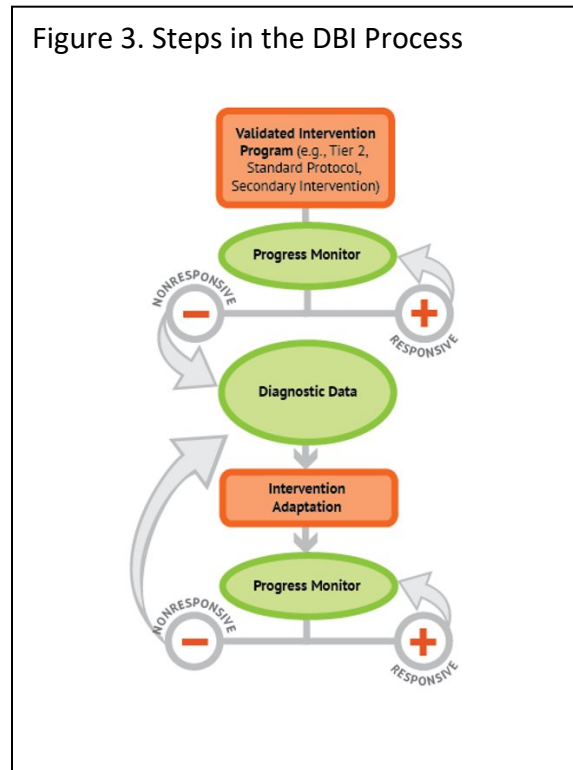 Figure 3. Steps in the DBI Process
Validated Intervention
Program (e.g., Tier 2,
Standard Protocol,
Secondary Intervention)
Progress Monitor
NONRESPONSIVE
RESPONSIVE
Diagnostic Data
Intervention
Adaptation
Progress Monitor
NONRESPONSIVE
RESPONSIVE